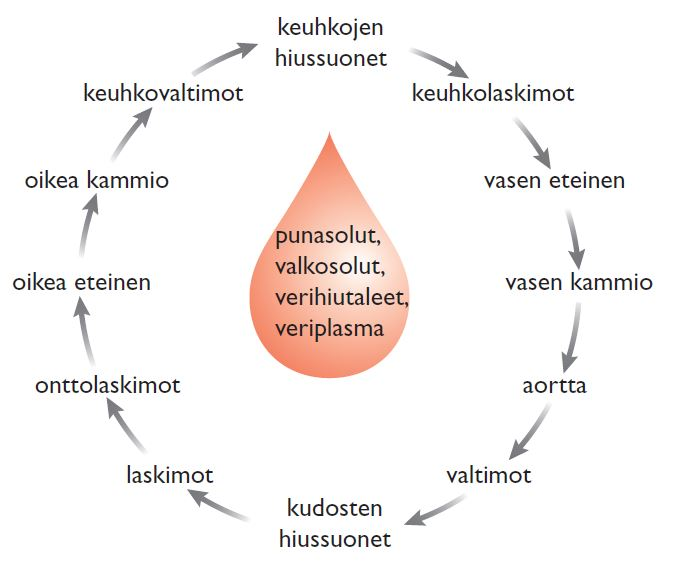 keuhkojen
hiussuonet
keuhkovaltimot
keuhkolaskimot
oikea kammio
vasen eteinen
punasolut,
valkosolut,
verihiutaleet,
veriplasma
oikea eteinen
vasen kammio
onttolaskimot
aortta
laskimot
valtimot
kudosten
hiussuonet